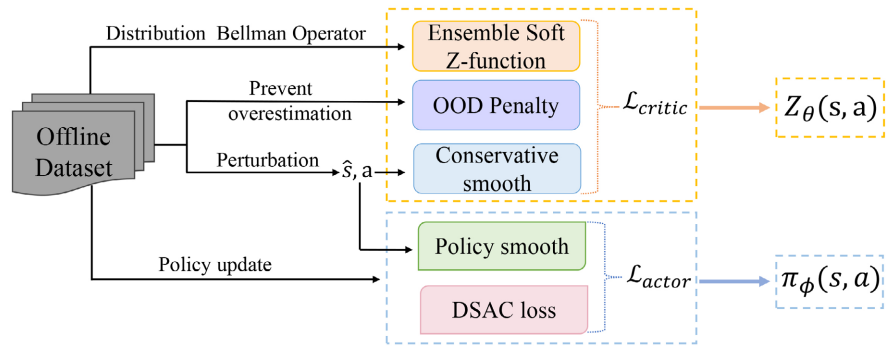 Distribution Bellman Operator
Ensemble Soft
Z-function
Prevent
overestimation
OOD Penalty
Offline
Dataset
Perturbation
ŝ, a
Conservative
smooth
ℒcritic
Zθ(s, a)
Policy update
Policy smooth
DSAC loss
ℒactor
πϕ(s, a)